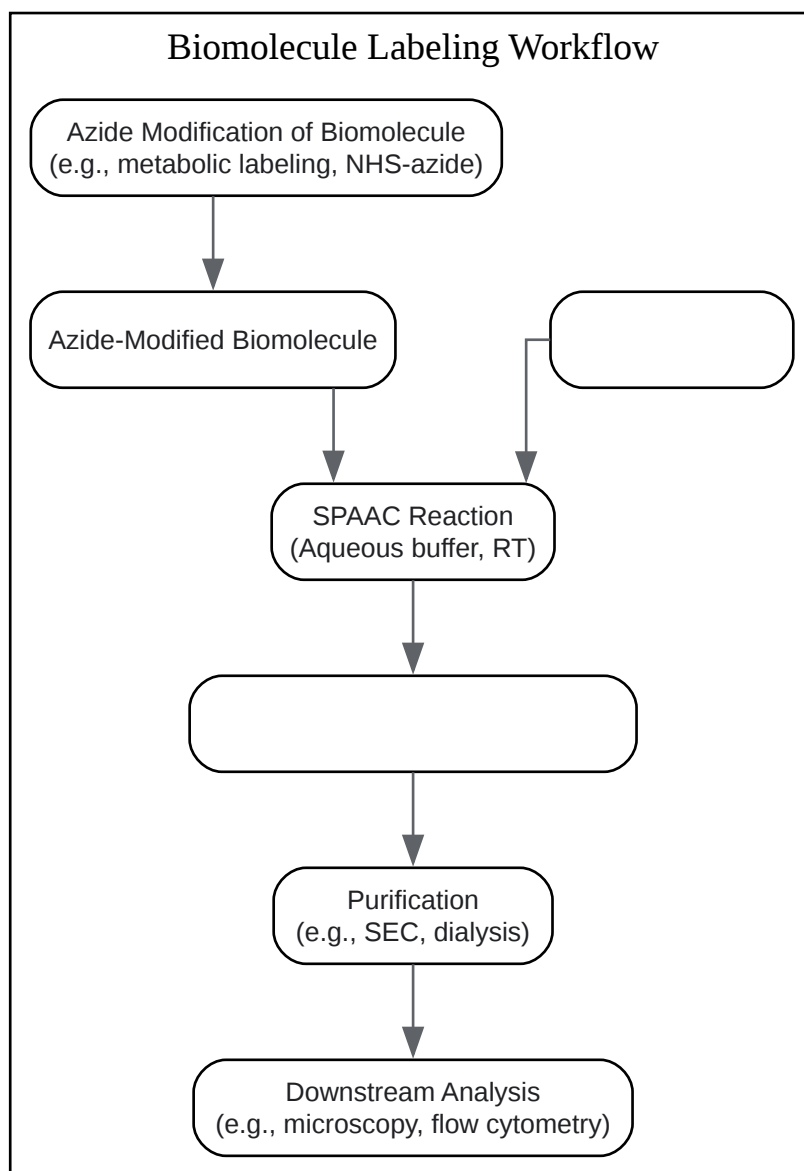 Biomolecule Labeling Workflow
Azide Modification of Biomolecule
(e.g., metabolic labeling, NHS-azide)
Azide-Modified Biomolecule
SPAAC Reaction
(Aqueous buffer, RT)
Purification
(e.g., SEC, dialysis)
Downstream Analysis
(e.g., microscopy, flow cytometry)